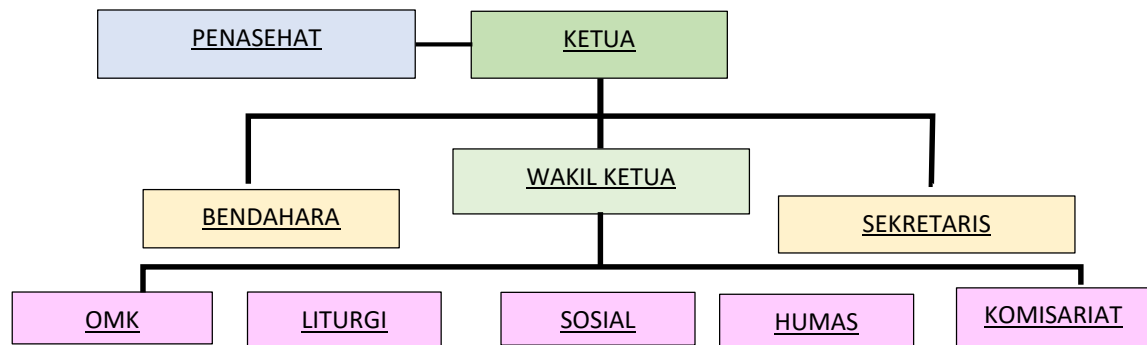 PENASEHAT
KETUA
WAKIL KETUA
BENDAHARA
SEKRETARIS
OMK
LITURGI
SOSIAL
HUMAS
KOMISARIAT